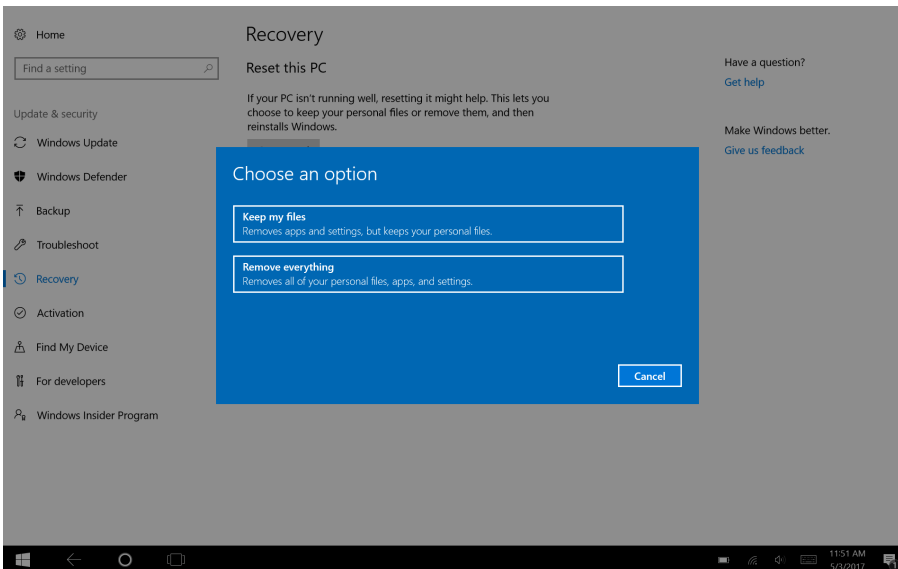 Home
Find a setting
Update & security
Windows Update
Windows Defender
Backup
Troubleshoot
Recovery
Activation
Find My Device
For developers
Windows Insider Program
Recovery
Reset this PC
If your PC isn't running well, resetting it might help. This lets you
choose to keep your personal files or remove them, and then
reinstalls Windows.
Choose an option
Keep my files
Removes apps and settings, but keeps your personal files.
Remove everything
Removes all of your personal files, apps, and settings.
Cancel
Have a question?
Get help
Make Windows better.
Give us feedback
11:51 AM
5/3/2017